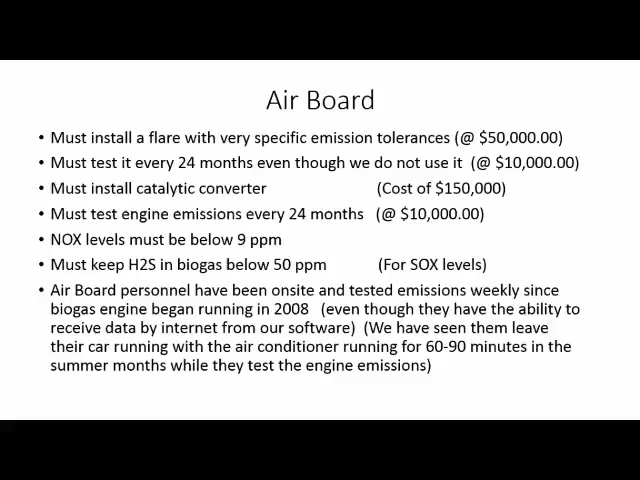 Air Board
• Must install a flare with very specific emission tolerances (@ $50,000.00)
• Must test it every 24 months even though we do not use it (@ $10,000.00)
• Must install catalytic converter (Cost of $150,000)
• Must test engine emissions every 24 months (@ $10,000.00)
• NOX levels must be below 9 ppm
• Must keep H2S in biogas below 50 ppm (For SOX levels)
• Air Board personnel have been onsite and tested emissions weekly since
biogas engine began running in 2008 (even though they have the ability to
receive data by internet from our software) (We have seen them leave
their car running with the air conditioner running for 60-90 minutes in the
summer months while they test the engine emissions)